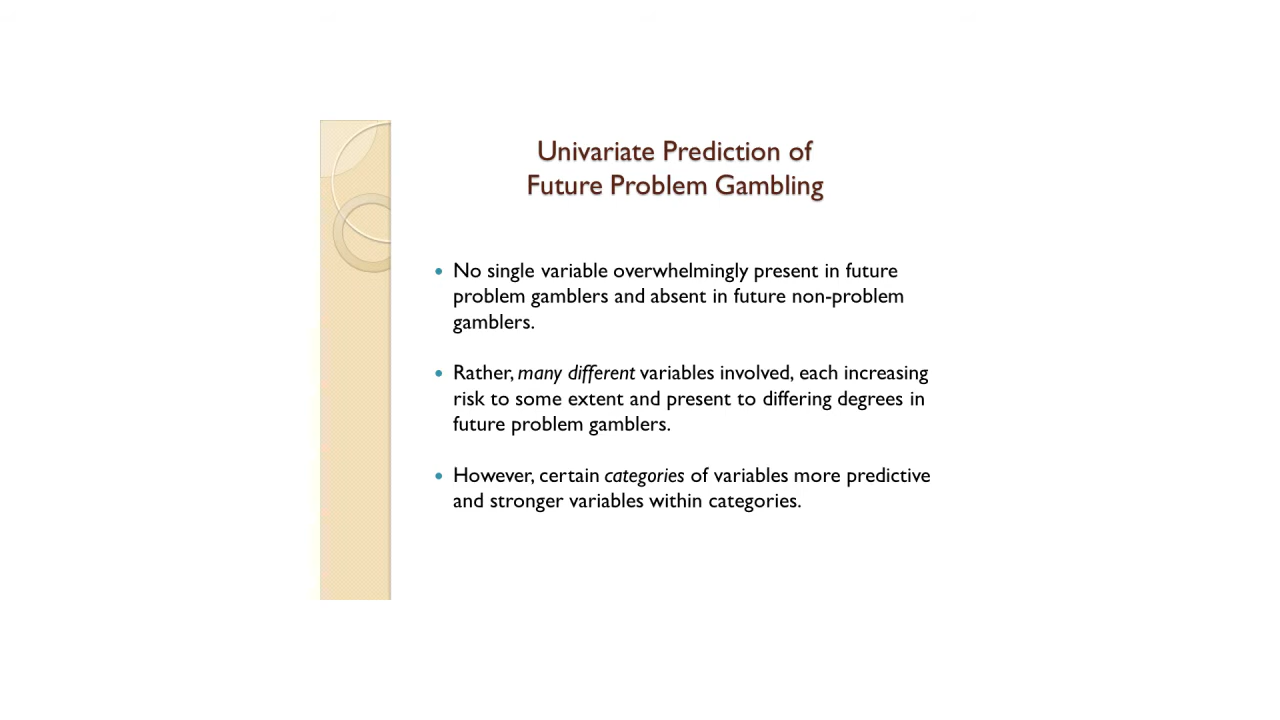 Univariate Prediction of
Future Problem Gambling
• No single variable overwhelmingly present in future
problem gamblers and absent in future non-problem
gamblers.
• Rather, many different variables involved, each increasing
risk to some extent and present to differing degrees in
future problem gamblers.
• However, certain categories of variables more predictive
and stronger variables within categories.